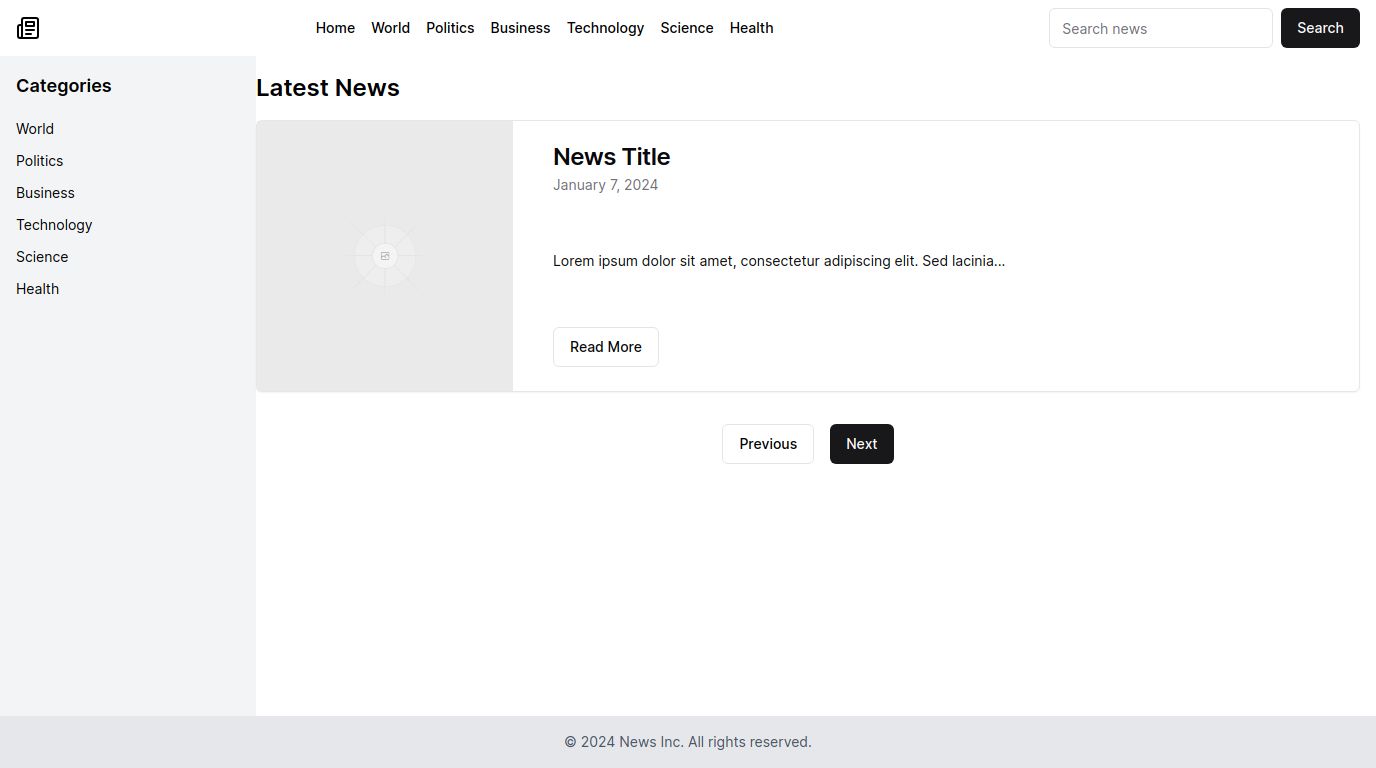 Home World Politics Business Technology Science Health Search news Search
Categories
World
Politics
Business
Technology
Science
Health
Latest News
News Title
January 7, 2024
Lorem ipsum dolor sit amet, consectetur adipiscing elit. Sed lacinia...
Read More
Previous Next
© 2024 News Inc. All rights reserved.